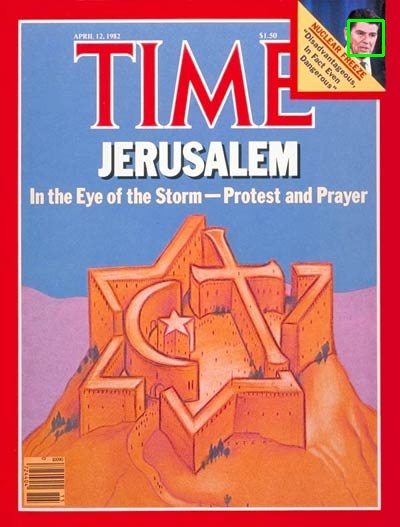 APRIL 12, 1982
$1.50
NUCLEAR FREEZE
"Disadvantageous,
In Fact Even
Dangerous"
TIME
JERUSALEM
In the Eye of the Storm—Protest and Prayer